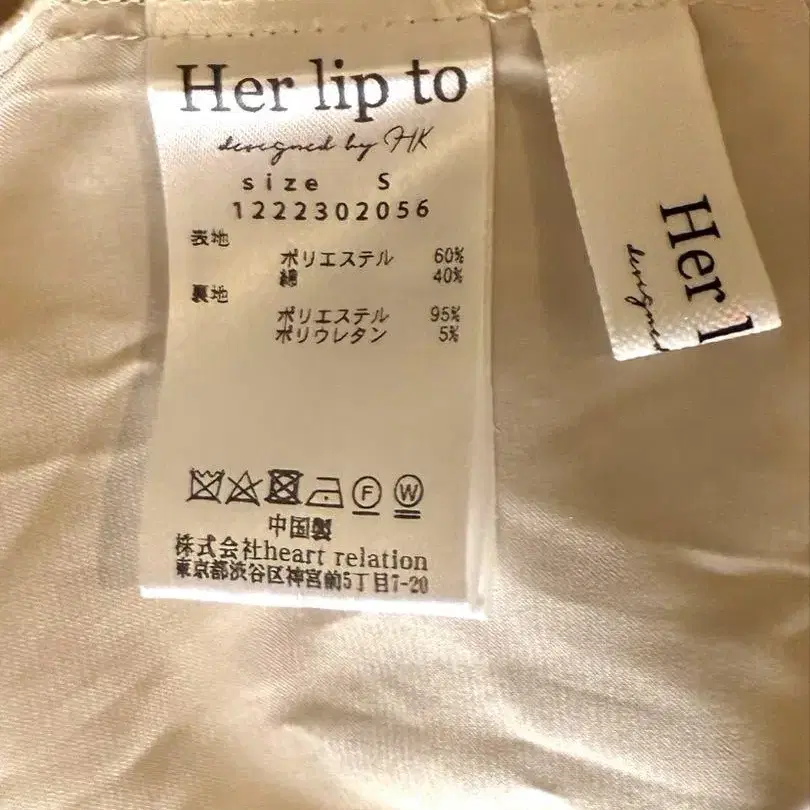 Her lip to
designed by HK
size S
1222302056
表地
ポリエステル 60%
綿 40%
裏地
ポリエステル 95%
ポリウレタン 5%
F W
中国製
株式会社heart relation
東京都渋谷区神宮前5丁目7-20
Her l
designed